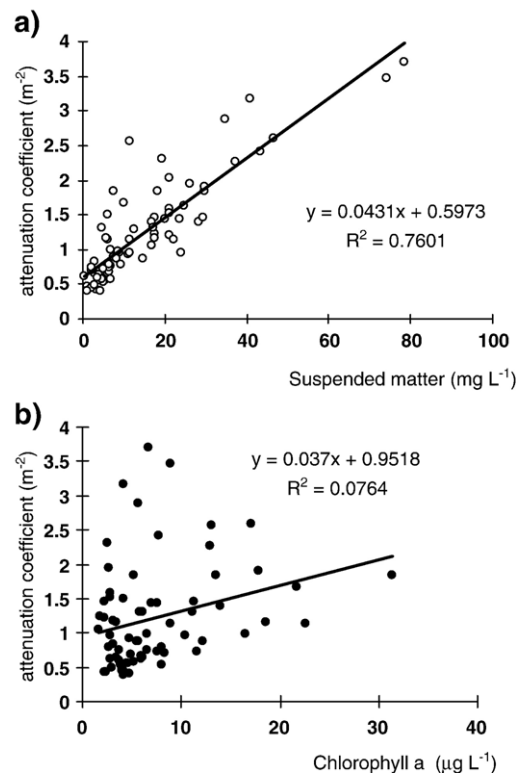 a)
attenuation coefficient (m⁻²)
4
3.5
3
2.5
2
1.5
1
0.5
0
y = 0.0431x + 0.5973
R² = 0.7601
0 20 40 60 80 100
Suspended matter (mg L⁻¹)
b)
attenuation coefficient (m⁻²)
4
3.5
3
2.5
2
1.5
1
0.5
0
y = 0.037x + 0.9518
R² = 0.0764
0 10 20 30 40
Chlorophyll a (µg L⁻¹)